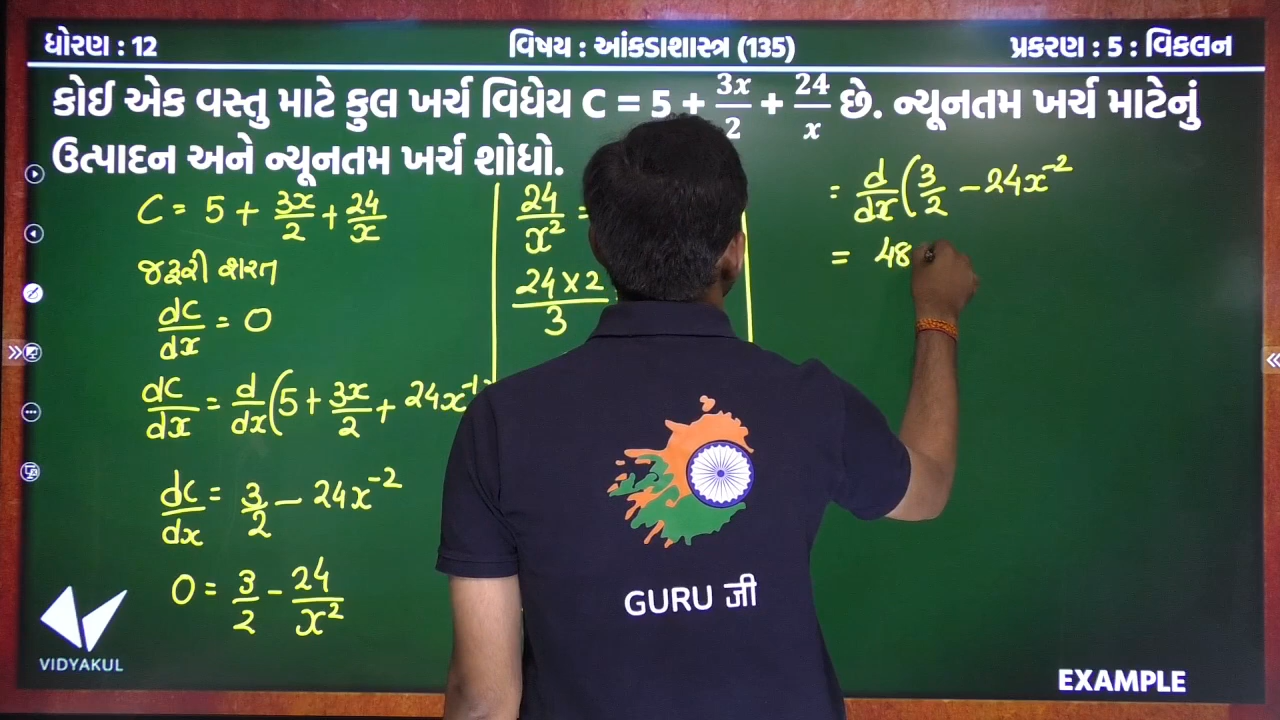 ધોરણ : 12
વિષય : આંકડાશાસ્ત્ર (135)
પ્રકરણ : 5 : વિકલન
કોઈ એક વસ્તુ માટે કુલ ખર્ચ વિધેય C = 5 + 3x/2 + 24/x છે. ન્યૂનતમ ખર્ચ માટેનું
ઉત્પાદન અને ન્યૂનતમ ખર્ચ શોધો.
C = 5 + 3x/2 + 24/x
જરૂરી શરત
dc/dx = 0
dc/dx = d/dx(5 + 3x/2 + 24x⁻¹
dc/dx = 3/2 - 24x⁻²
0 = 3/2 - 24/x²
24/x² =
24×2/3
= d/dx(3/2 - 24x⁻²
= 48
GURU જી
VIDYAKUL
EXAMPLE